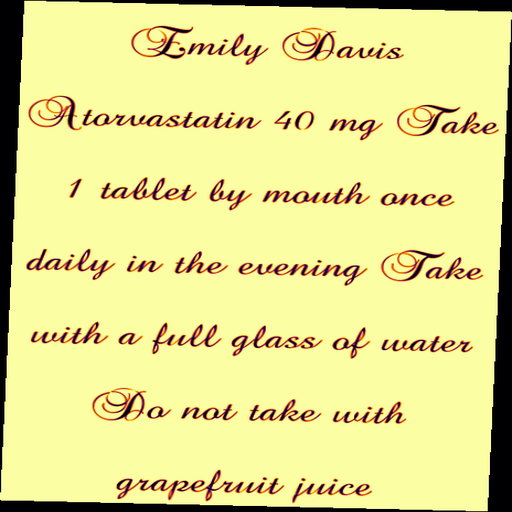 Emily Davis
Atorvastatin 40 mg Take
1 tablet by mouth once
daily in the evening Take
with a full glass of water
Do not take with
grapefruit juice